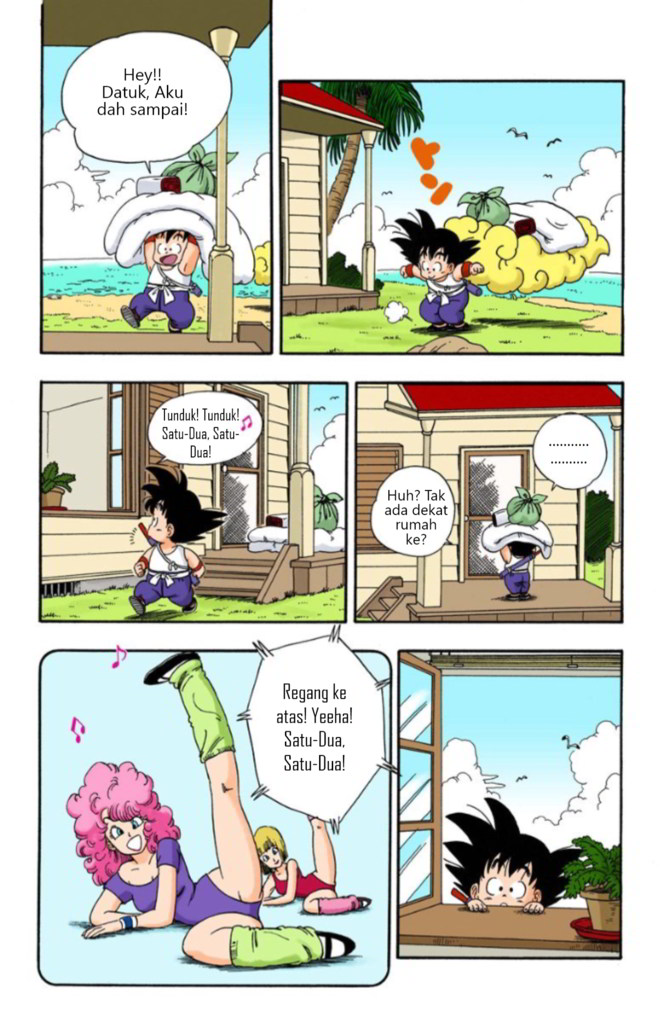 Hey!!
Datuk, Aku
dah sampai!
...........
..........
Huh? Tak
ada dekat
rumah
ke?
Tunduk! Tunduk!
Satu-Dua, Satu-
Dua!
Regang ke
atas! Yeeha!
Satu-Dua,
Satu-Dua!